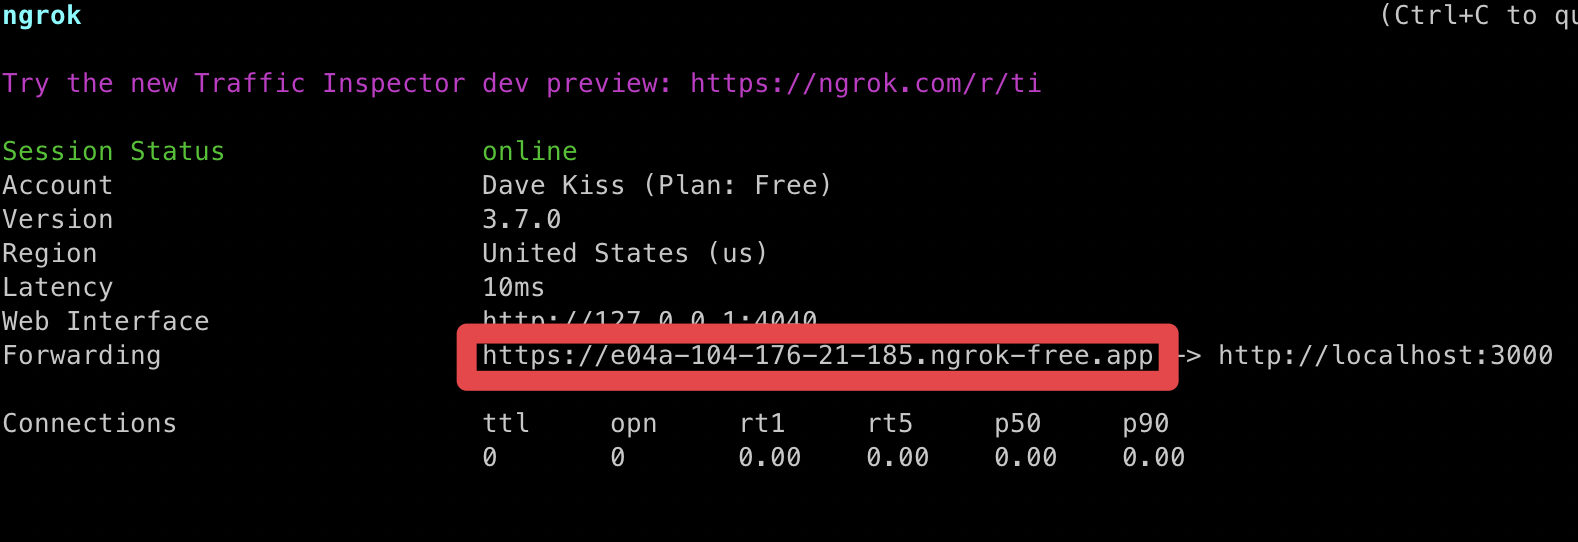 ngrok (Ctrl+C to qu
Try the new Traffic Inspector dev preview: https://ngrok.com/r/ti
Session Status online
Account Dave Kiss (Plan: Free)
Version 3.7.0
Region United States (us)
Latency 10ms
Web Interface http://127.0.0.1:4040
Forwarding https://e04a-104-176-21-185.ngrok-free.app -> http://localhost:3000
Connections ttl opn rt1 rt5 p50 p90
0 0 0.00 0.00 0.00 0.00